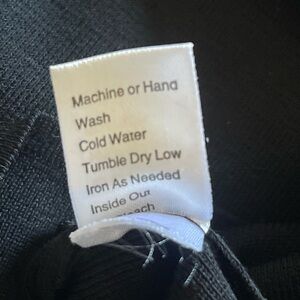 Machine or Hand
Wash
Cold Water
Tumble Dry Low
Iron As Needed
Inside Out